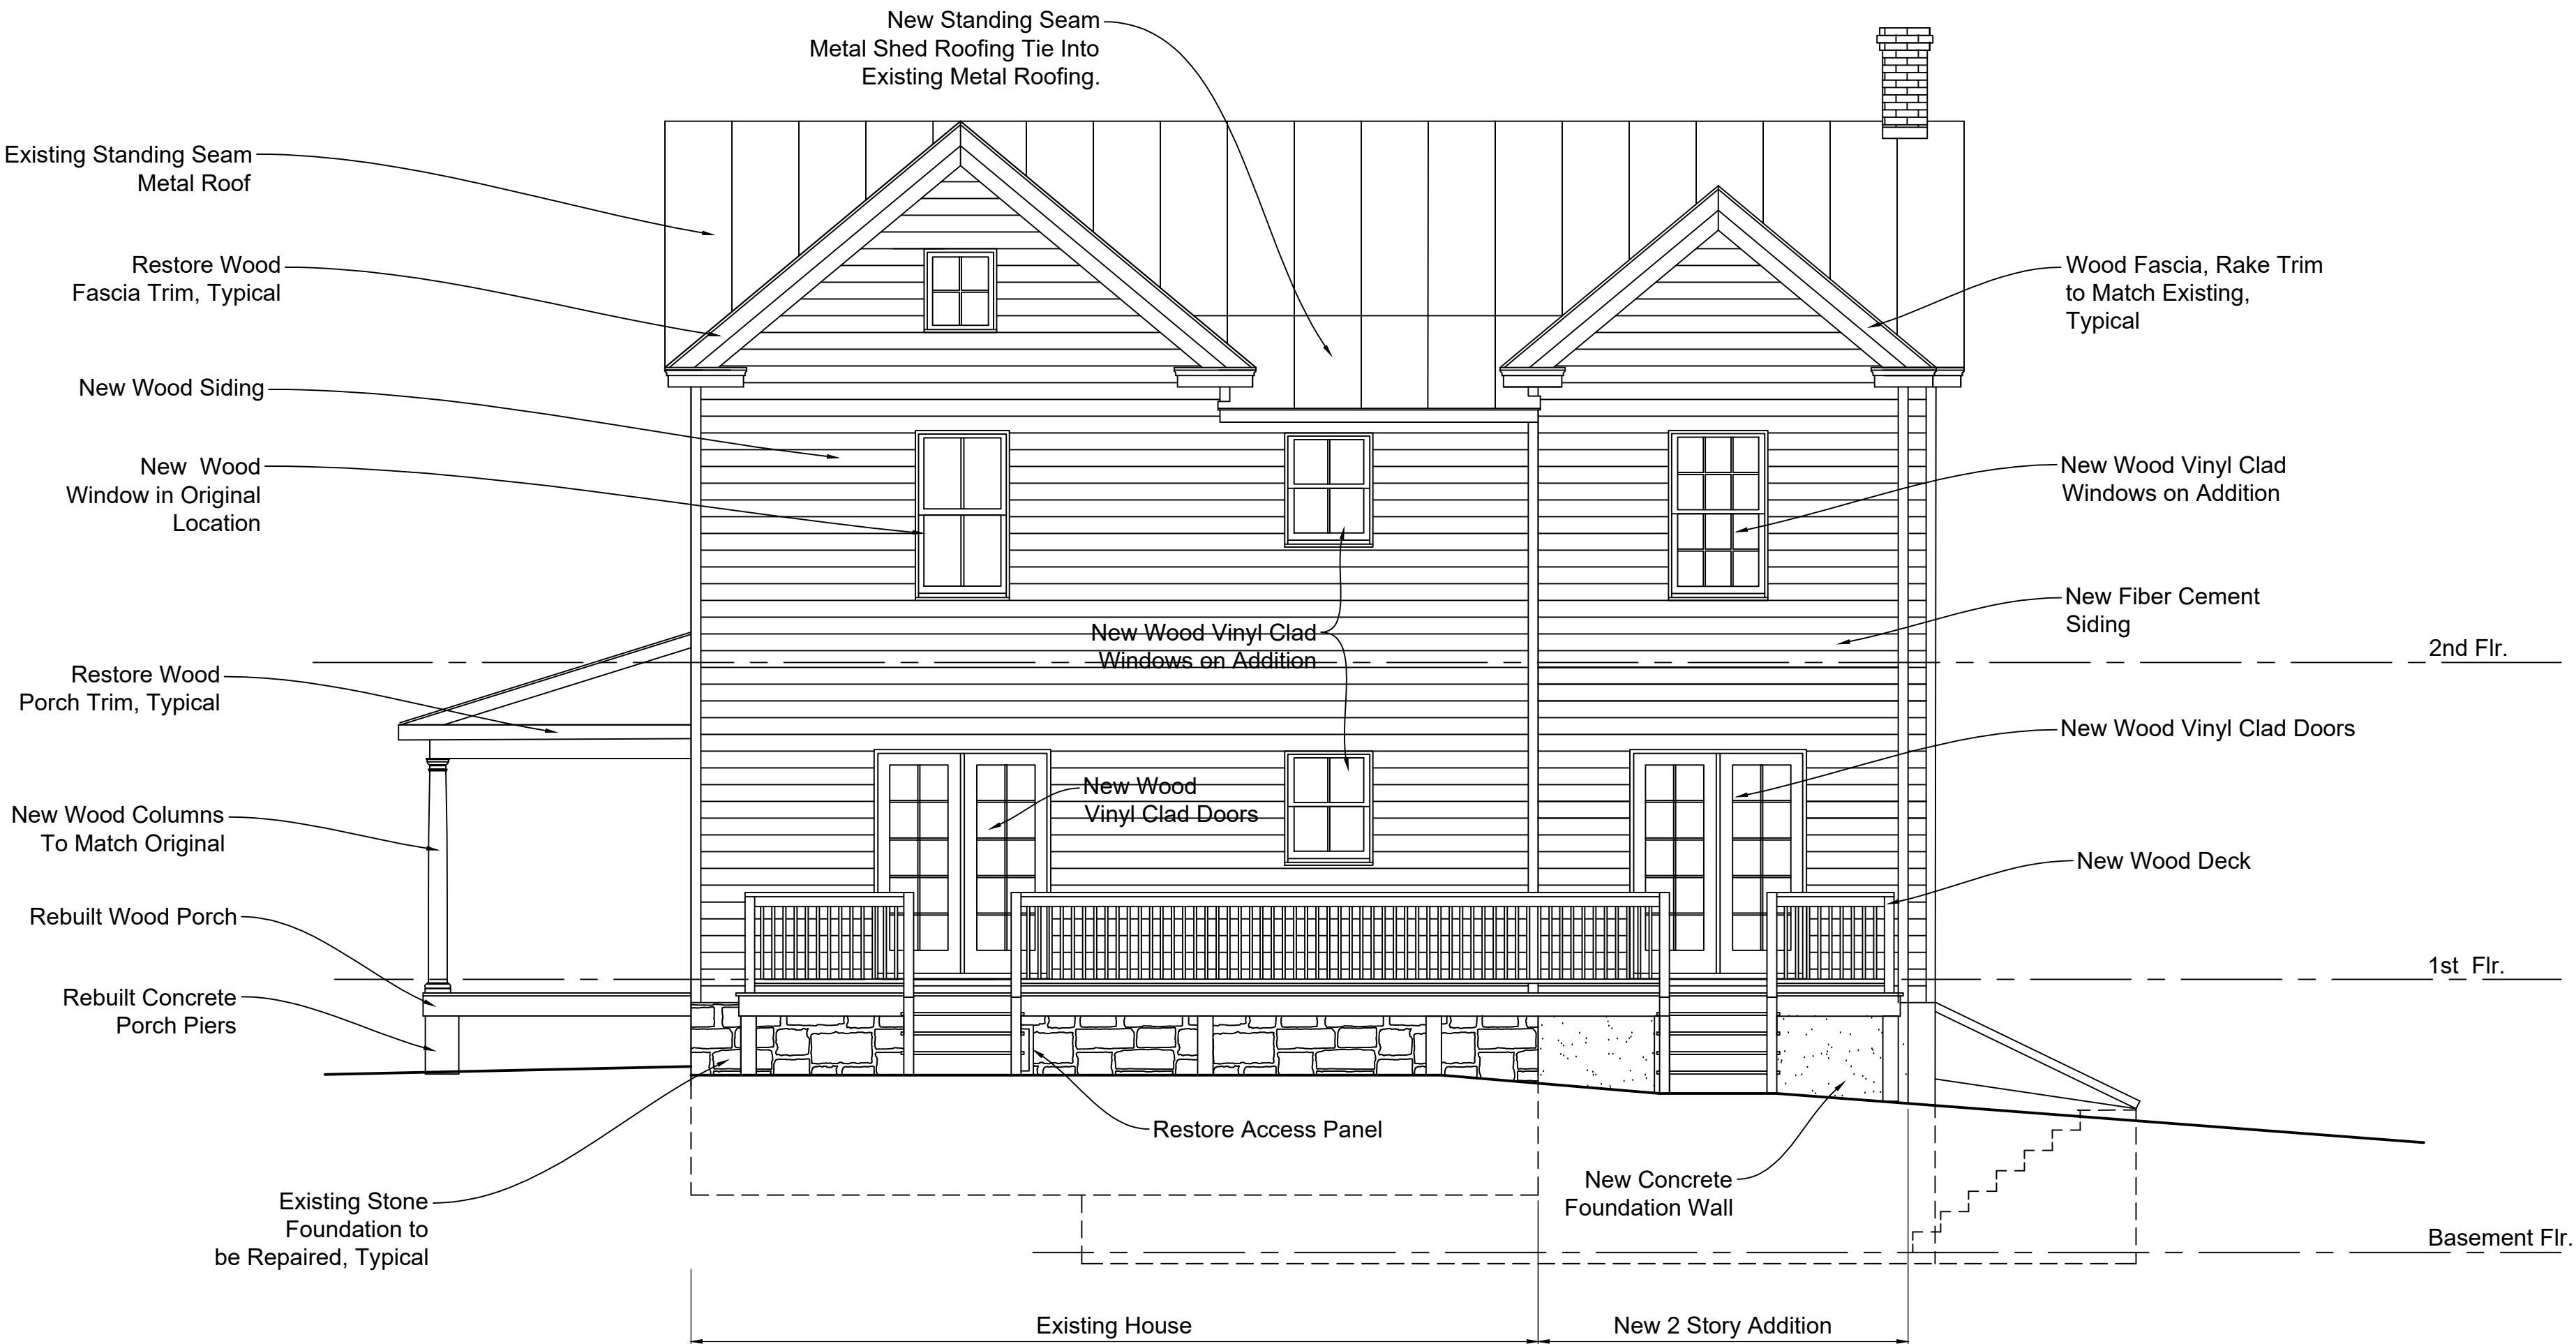 New Standing Seam
Metal Shed Roofing Tie Into
Existing Metal Roofing.
Existing Standing Seam
Metal Roof
Restore Wood
Fascia Trim, Typical
New Wood Siding
New  Wood
Window in Original
Location
Restore Wood
Porch Trim, Typical
New Wood Columns
To Match Original
Rebuilt Wood Porch
Rebuilt Concrete
Porch Piers
Existing Stone
Foundation to
be Repaired, Typical
New Wood Vinyl Clad
Windows on Addition
New Wood
Vinyl Clad Doors
Restore Access Panel
New Concrete
Foundation Wall
Wood Fascia, Rake Trim
to Match Existing,
Typical
New Wood Vinyl Clad
Windows on Addition
New Fiber Cement
Siding
2nd Flr.
New Wood Vinyl Clad Doors
New Wood Deck
1st  Flr.
Basement Flr.
Existing House
New 2 Story Addition